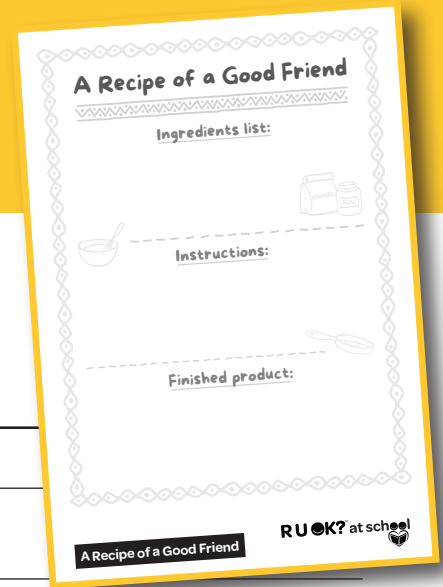 A Recipe of a Good Friend
Ingredients list:
Instructions:
Finished product:
A Recipe of a Good Friend
R U OK? at school